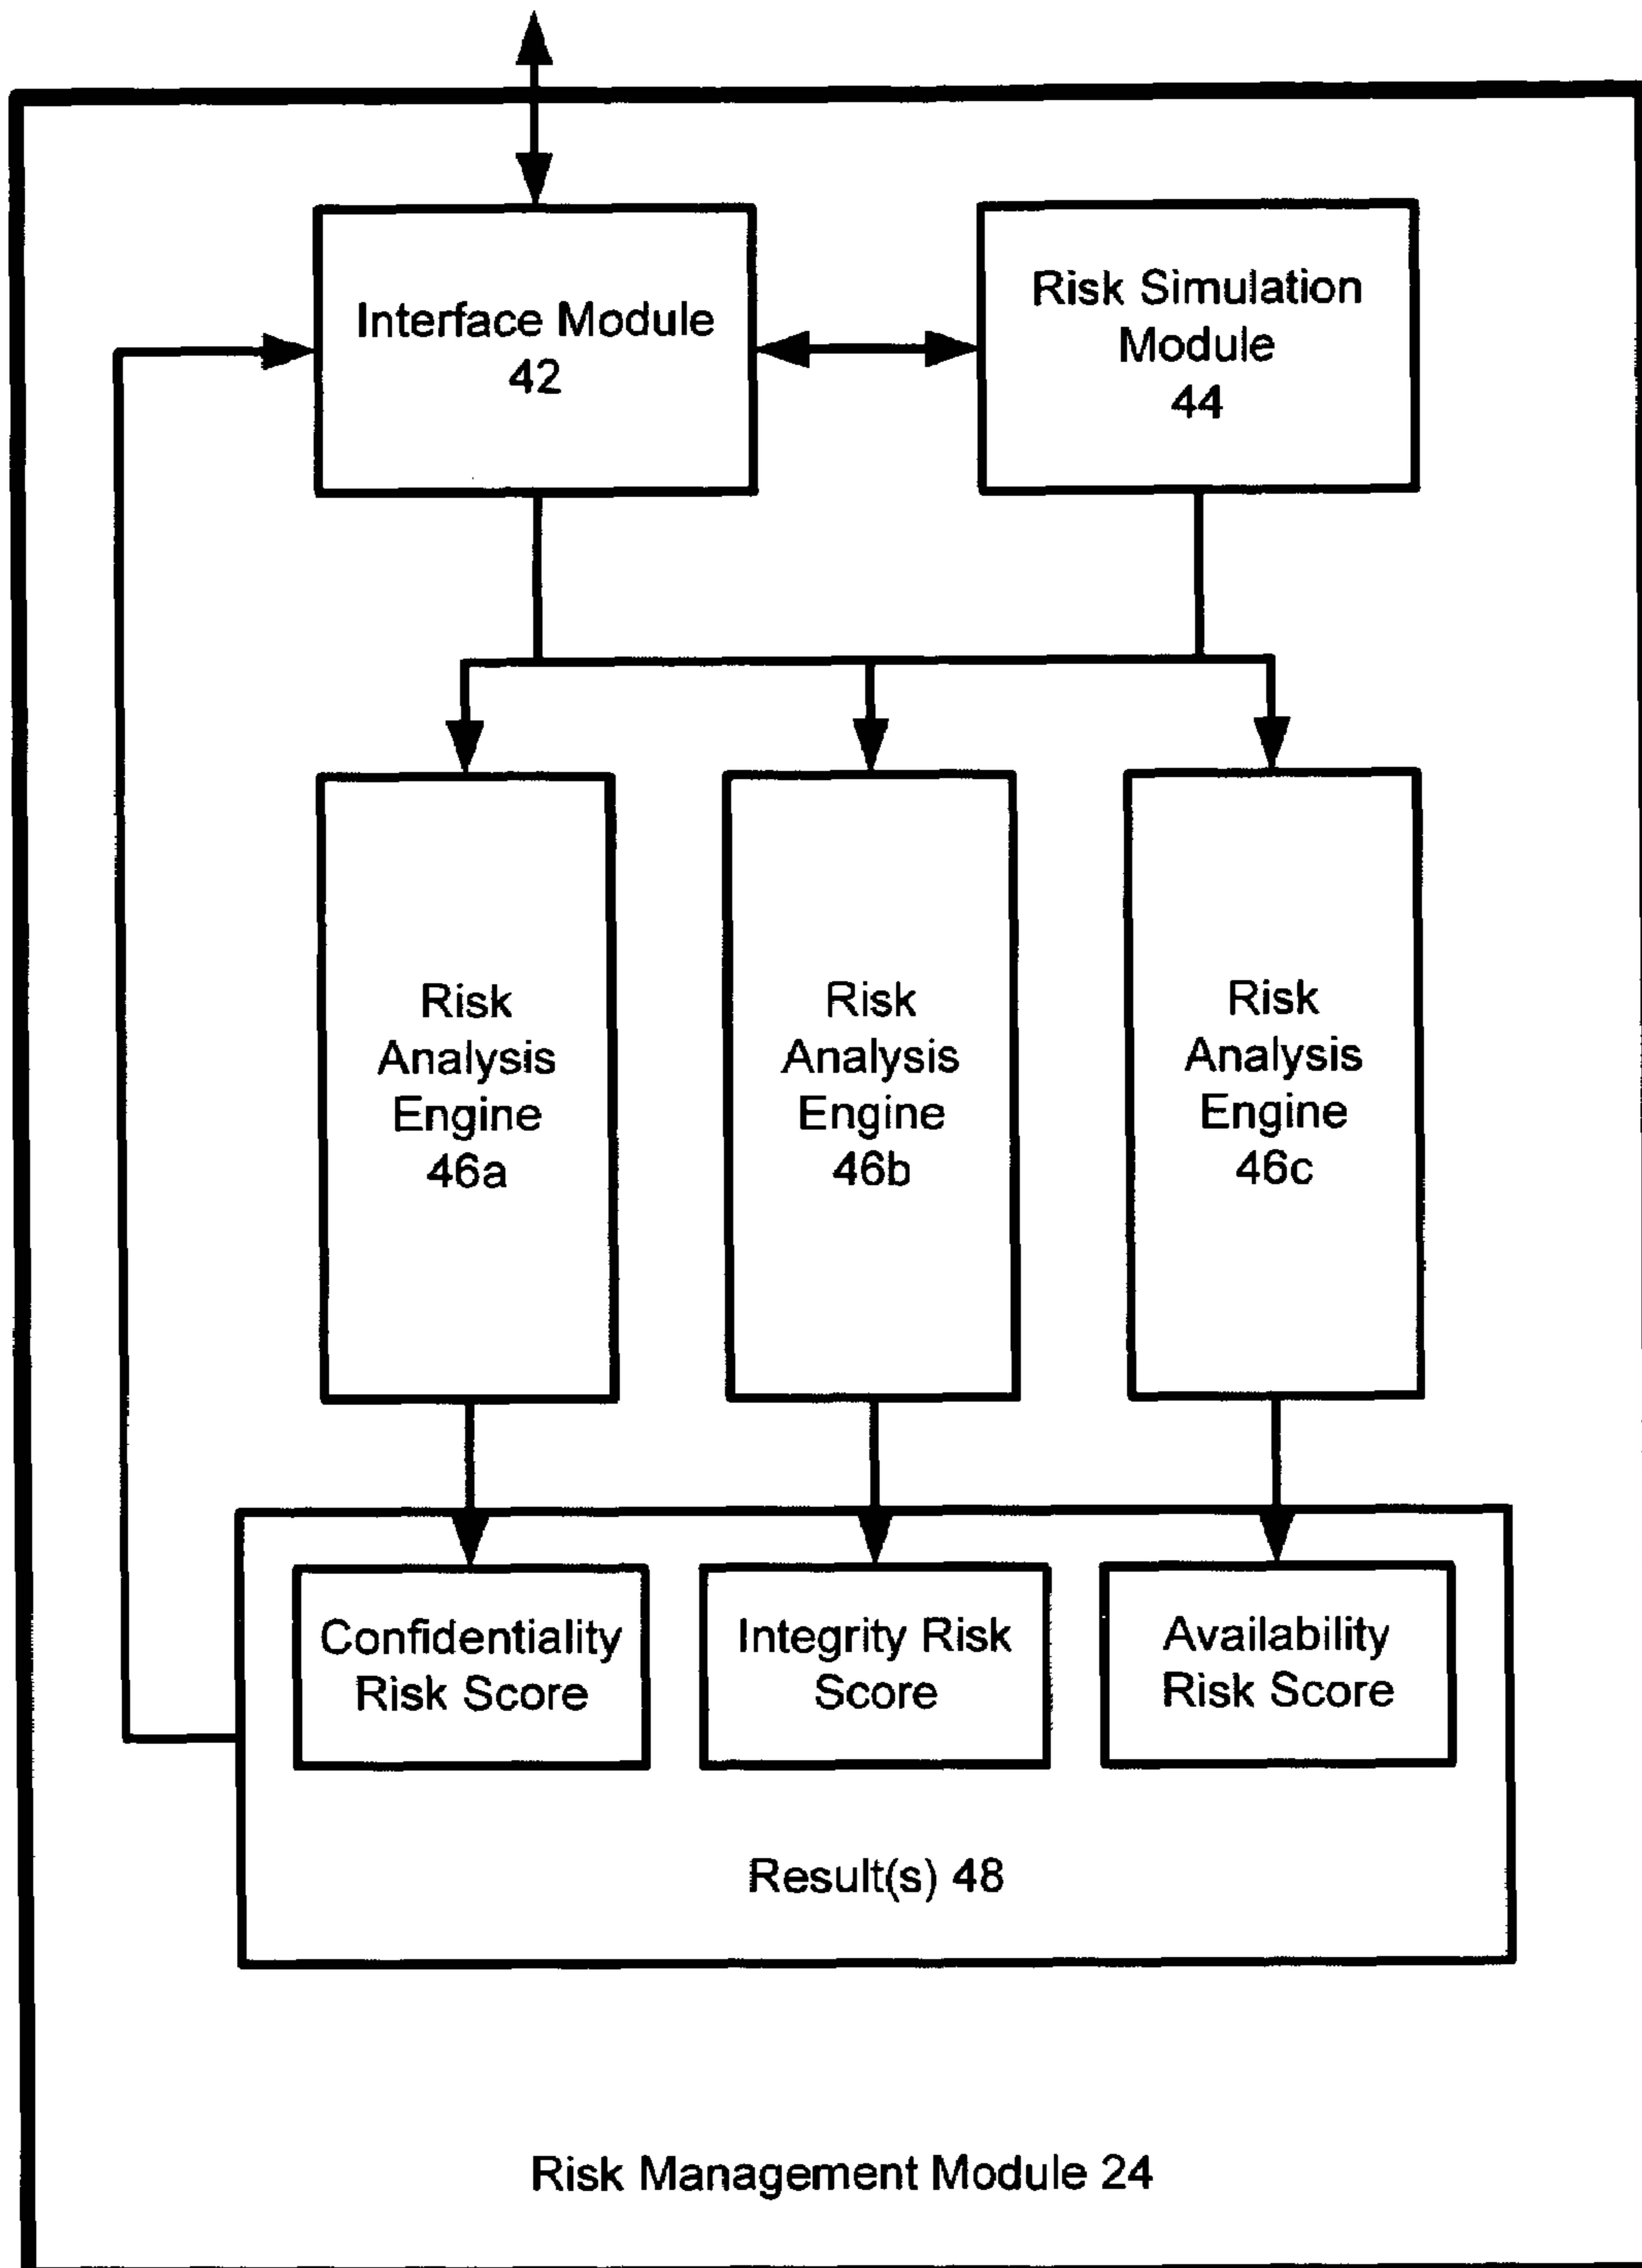 Interface Module
42
Risk Simulation
Module
44
Risk
Analysis
Engine
46a
Risk
Analysis
Engine
46b
Risk
Analysis
Engine
46c
Confidentiality
Risk Score
Integrity Risk
Score
Availability
Risk Score
Result(s) 48
Risk Management Module 24